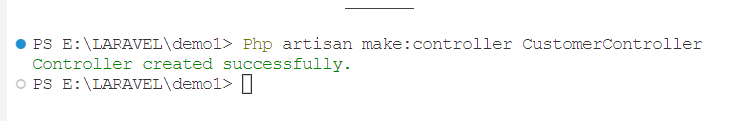 PS E:\LARAVEL\demo1> Php artisan make:controller CustomerController
Controller created successfully.
PS E:\LARAVEL\demo1>